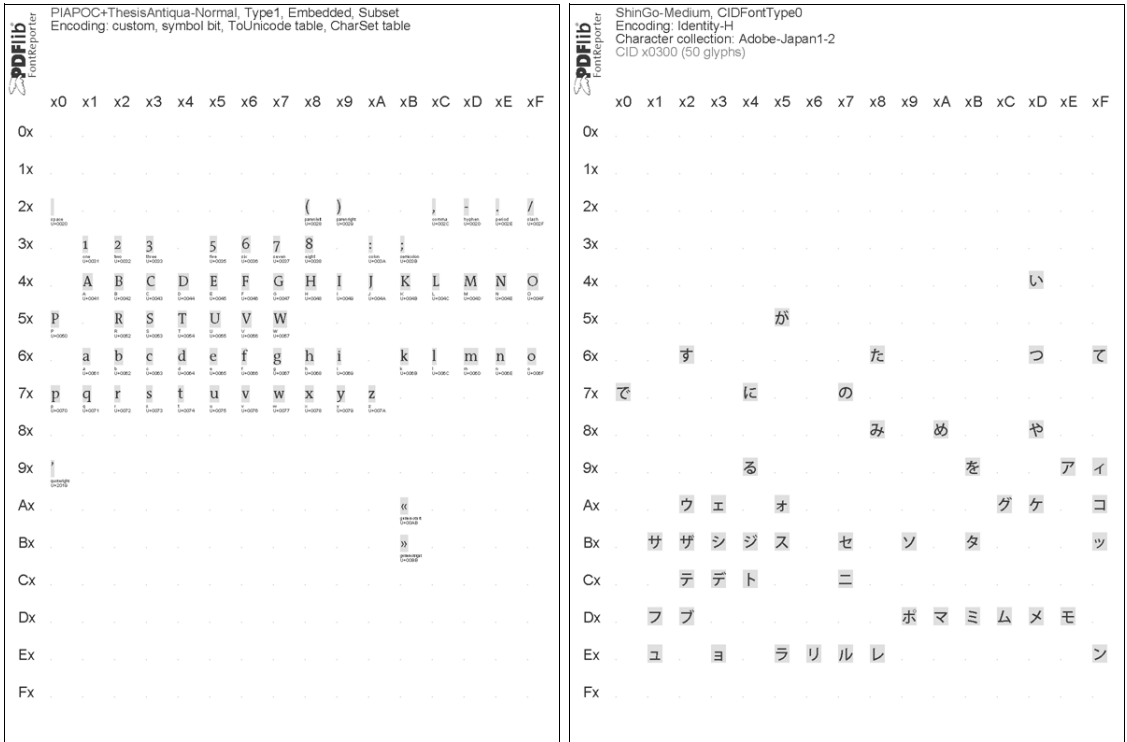 PDFlib
FontReporter
PIAPOC+ThesisAntiqua-Normal, Type1, Embedded, Subset
Encoding: custom, symbol bit, ToUnicode table, CharSet table
x0 x1 x2 x3 x4 x5 x6 x7 x8 x9 xA xB xC xD xE xF
0x
1x
2x ( ) , - . /
3x 1 2 3 5 6 7 8 : ;
4x A B C D E F G H I J K L M N O
5x P R S T U V W
6x a b c d e f g h i k l m n o
7x p q r s t u v w x y z
8x
9x ’
Ax «
Bx »
Cx
Dx
Ex
Fx
PDFlib
FontReporter
ShinGo-Medium, CIDFontType0
Encoding: Identity-H
Character collection: Adobe-Japan1-2
CID x0300 (50 glyphs)
x0 x1 x2 x3 x4 x5 x6 x7 x8 x9 xA xB xC xD xE xF
0x
1x
2x
3x
4x い
5x が
6x す た つ て
7x で に の
8x み め や
9x る を ア ィ
Ax ウ ェ ォ グ ケ コ
Bx サ ザ シ ジ ス セ ソ タ ッ
Cx テ デ ト ニ
Dx フ ブ ポ マ ミ ム メ モ
Ex ュ ョ ラ リ ル レ ン
Fx